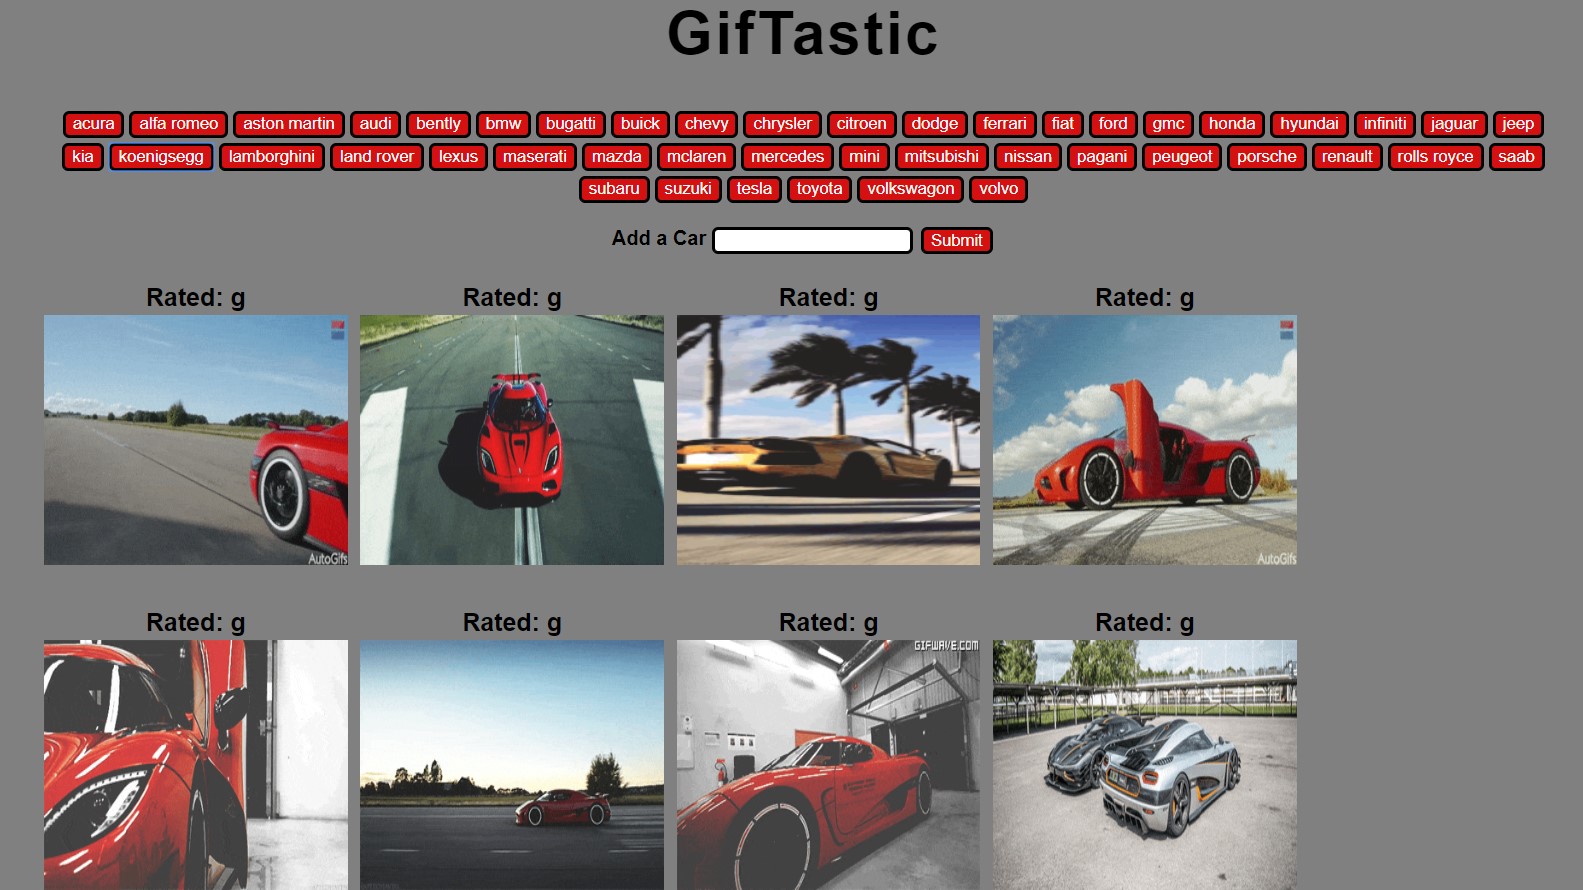 GifTastic
acura alfa romeo aston martin audi bently bmw bugatti buick chevy chrysler citroen dodge ferrari fiat ford gmc honda hyundai infiniti jaguar jeep
kia koenigsegg lamborghini land rover lexus maserati mazda mclaren mercedes mini mitsubishi nissan pagani peugeot porsche renault rolls royce saab
subaru suzuki tesla toyota volkswagon volvo
Add a Car Submit
Rated: g Rated: g Rated: g Rated: g
AutoGifs AutoGifs
Rated: g Rated: g Rated: g Rated: g
GIFWAVE.COM